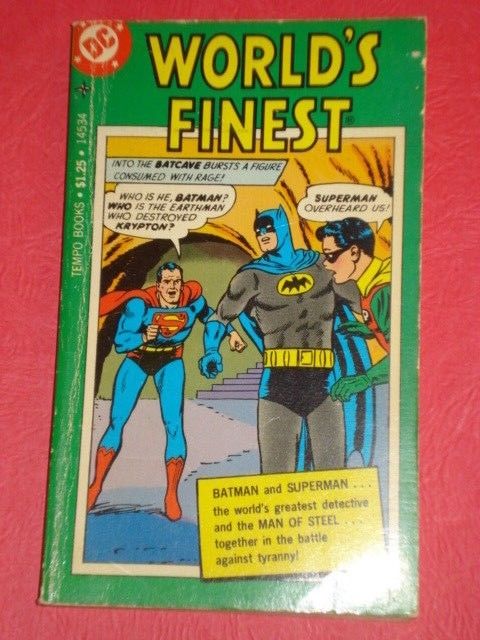 DC
WORLD'S
FINEST®
TEMPO BOOKS • $1.25 • 14534
INTO THE BATCAVE BURSTS A FIGURE
CONSUMED WITH RAGE!
WHO IS HE, BATMAN?
WHO IS THE EARTHMAN
WHO DESTROYED
KRYPTON?
SUPERMAN
OVERHEARD US!
S
BATMAN and SUPERMAN . . .
the world's greatest detective
and the MAN OF STEEL . . .
together in the battle
against tyranny!